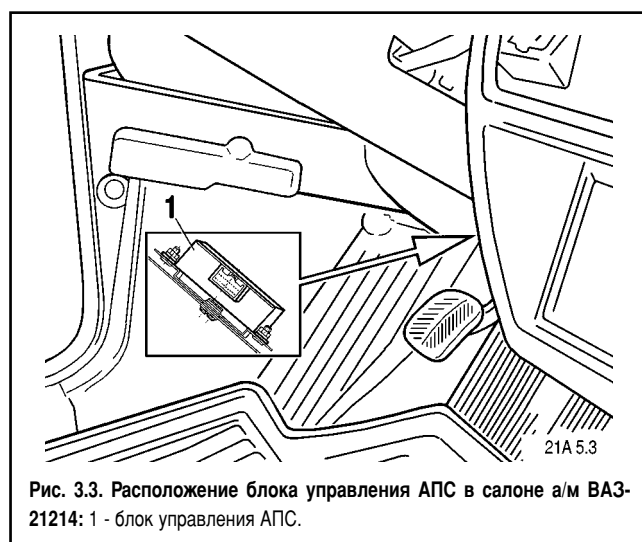 1
21A 5.3
Рис. 3.3. Расположение блока управления АПС в салоне а/м ВАЗ-
21214: 1 - блок управления АПС.